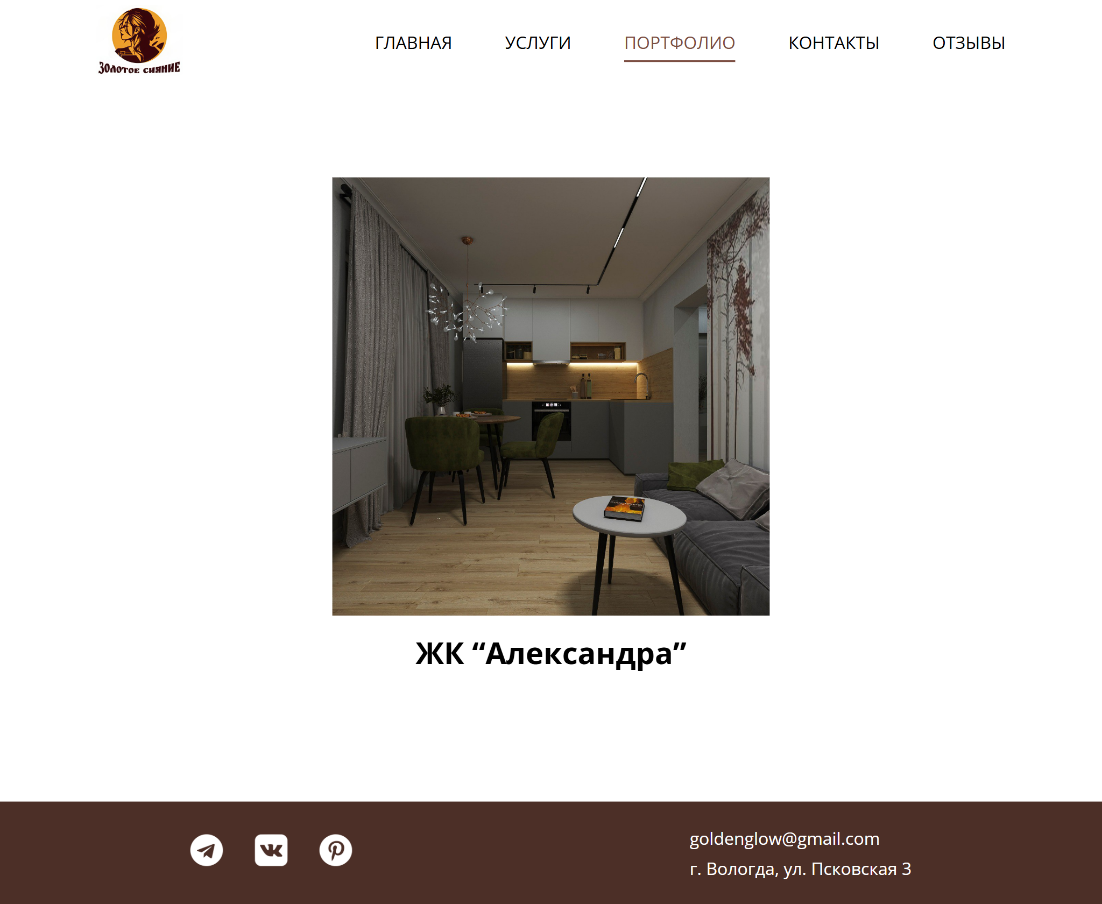 ЗОЛОТОЕ СИЯНИЕ
ГЛАВНАЯ УСЛУГИ ПОРТФОЛИО КОНТАКТЫ ОТЗЫВЫ
ЖК “Александра”
goldenglow@gmail.com
г. Вологда, ул. Псковская 3